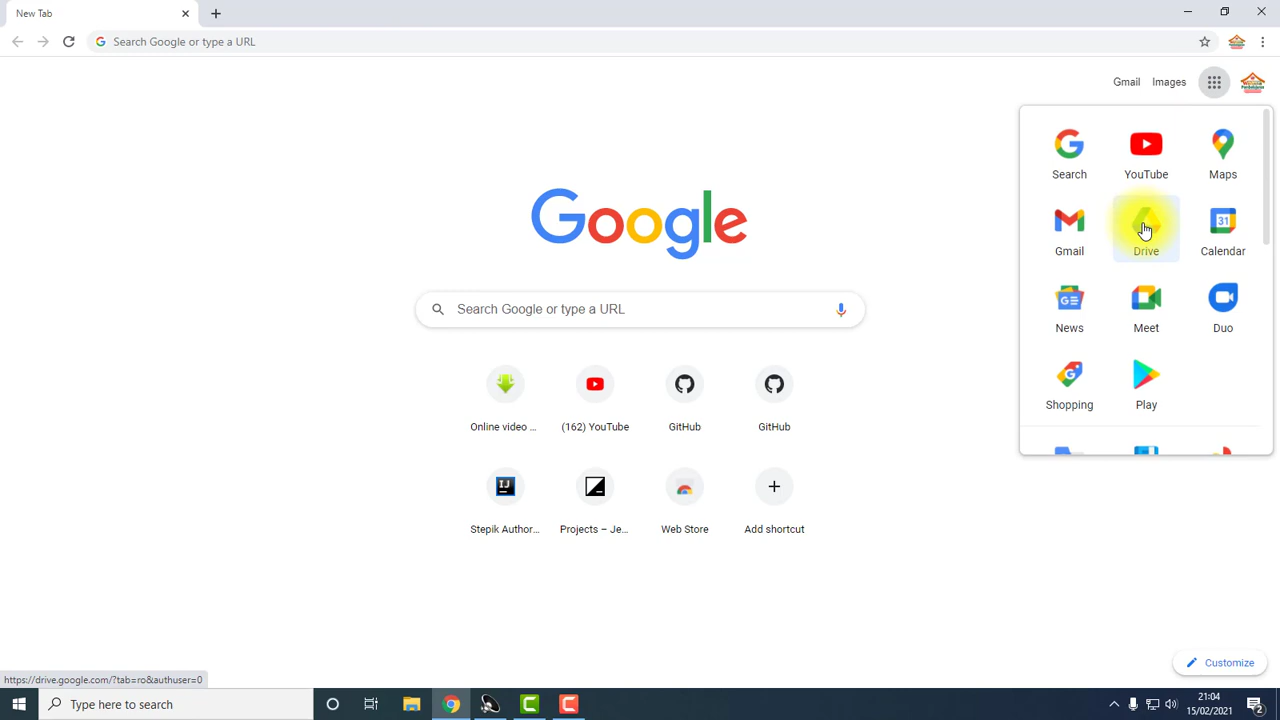 New Tab
Search Google or type a URL
Gmail Images
Search YouTube Maps
Gmail Drive Calendar
News Meet Duo
Shopping Play
Google
Search Google or type a URL
Online video ... (162) YouTube GitHub GitHub
Stepik Author... Projects – Je... Web Store Add shortcut
Customize
https://drive.google.com/?tab=ro&authuser=0
Type here to search
21:04
15/02/2021